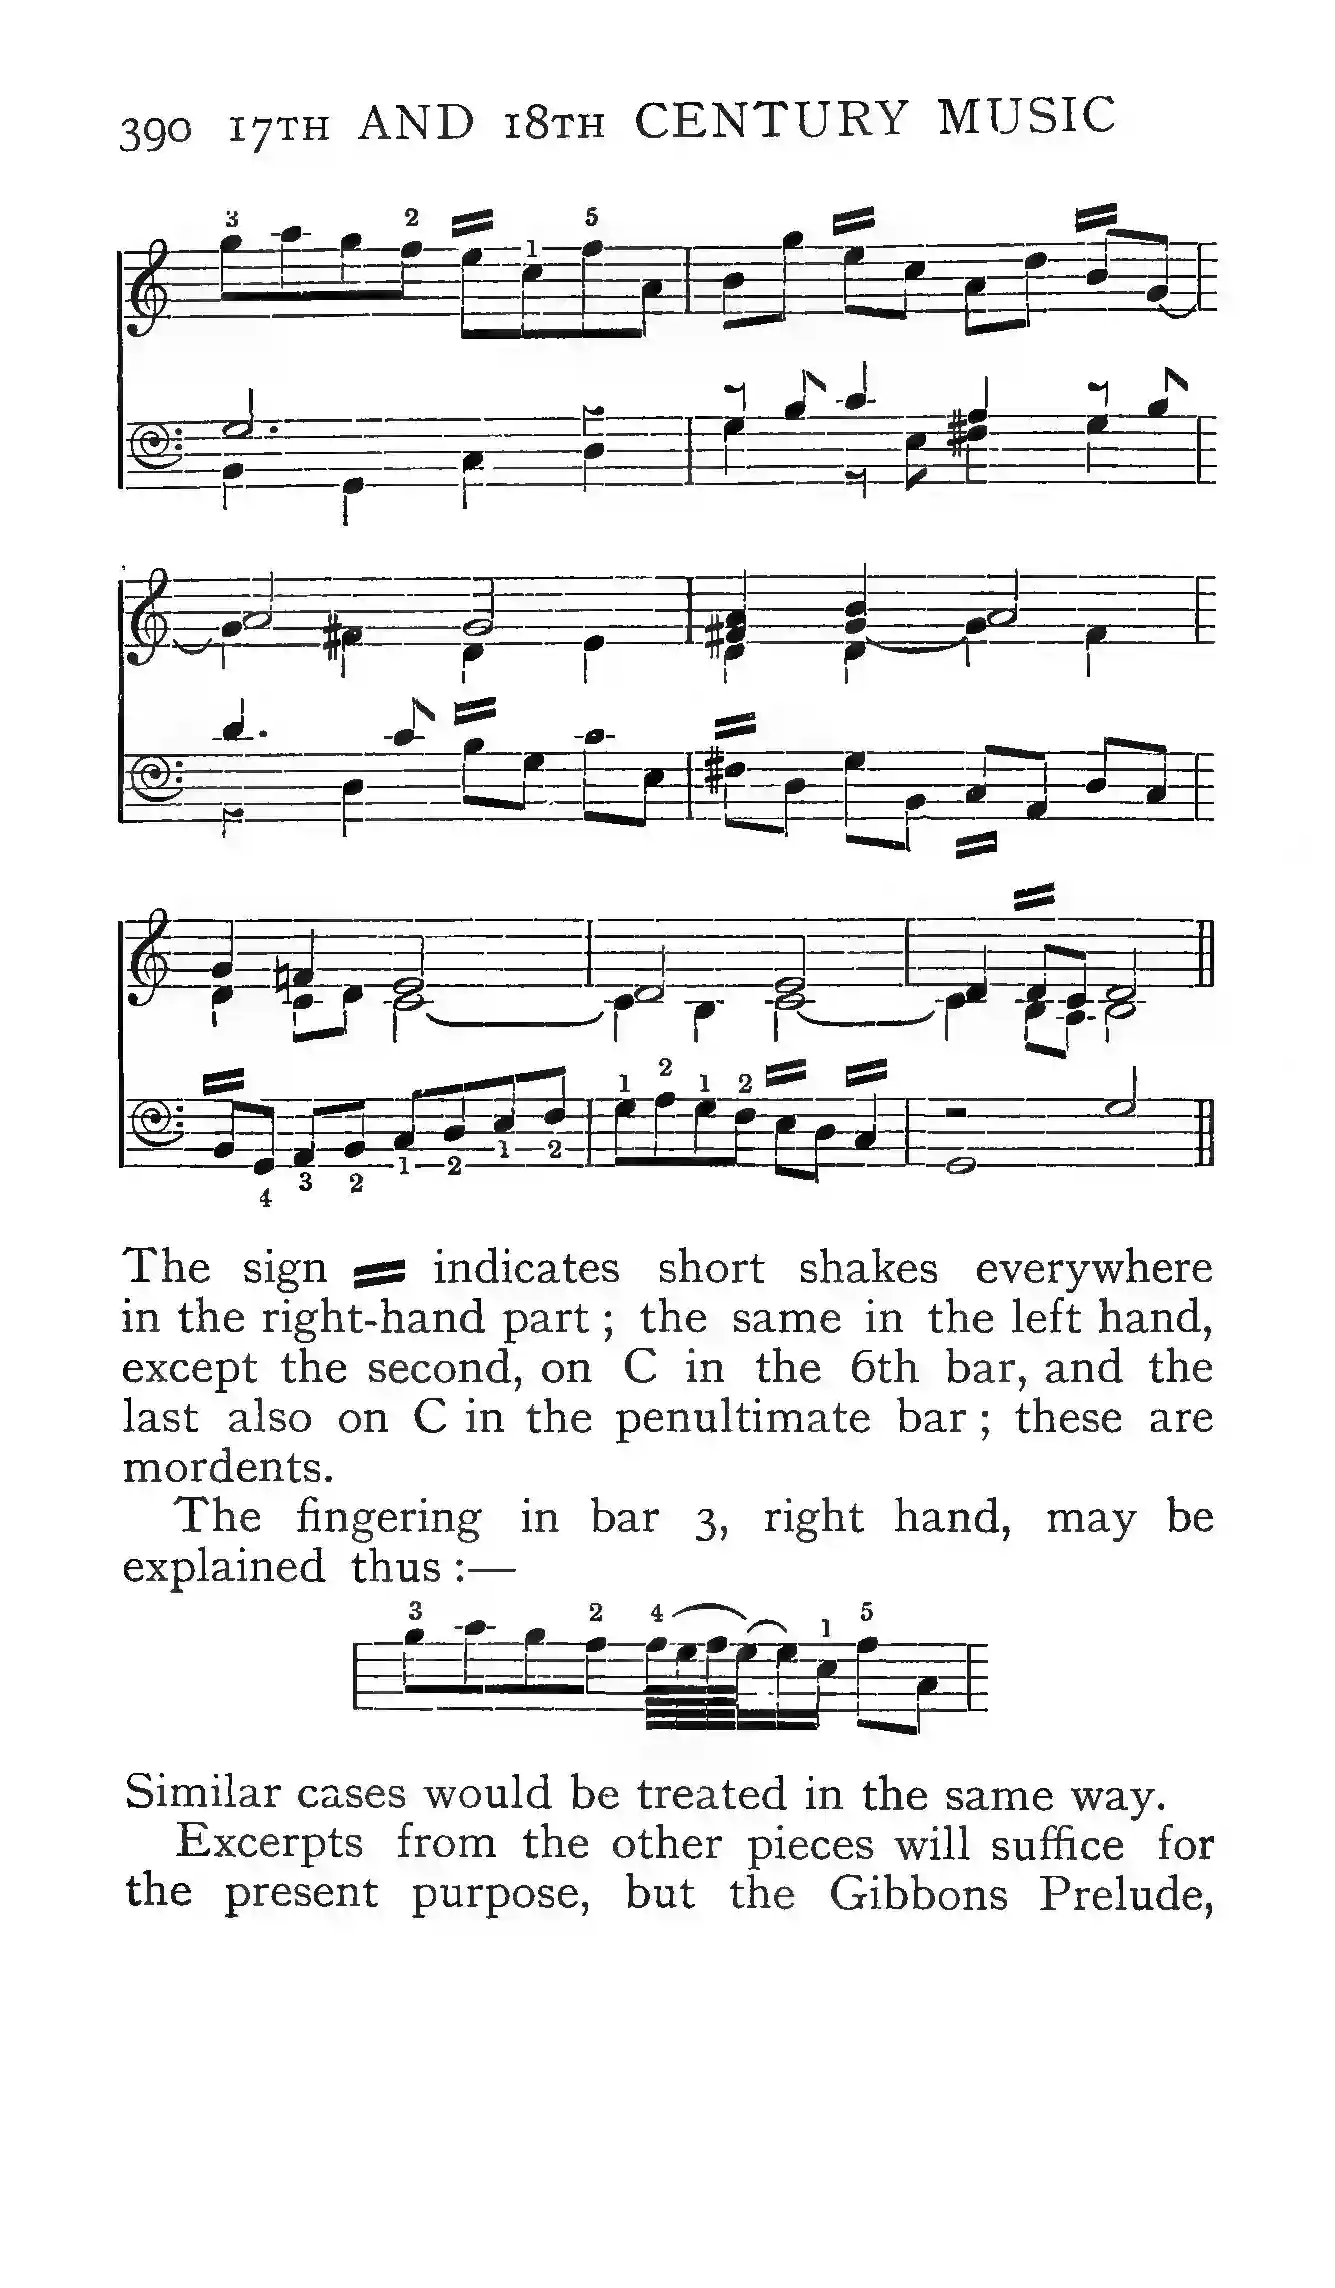 390 17TH AND 18TH CENTURY MUSIC
3 2 1 5
1 2 1 2
4 3 2 1 2 1 2
The sign indicates short shakes everywhere
in the right-hand part ; the same in the left hand,
except the second, on C in the 6th bar, and the
last also on C in the penultimate bar ; these are
mordents.
The fingering in bar 3, right hand, may be
explained thus :—
3 2 4 1 5
Similar cases would be treated in the same way.
Excerpts from the other pieces will suffice for
the present purpose, but the Gibbons Prelude,